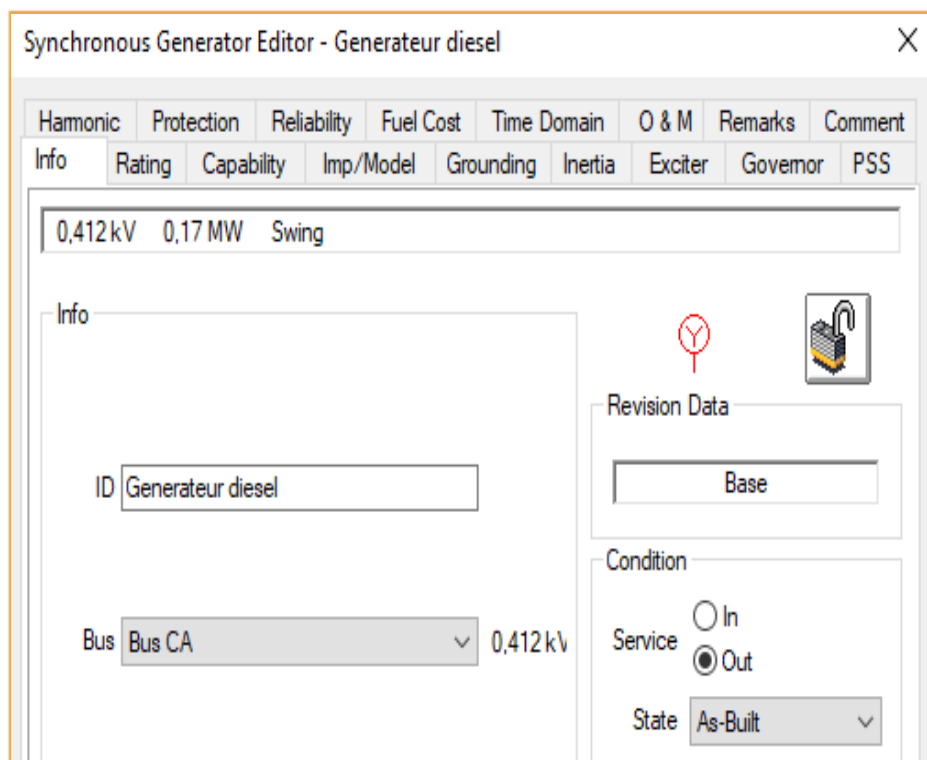 Synchronous Generator Editor - Generateur diesel
Harmonic Protection Reliability Fuel Cost Time Domain O & M Remarks Comment
Info Rating Capability Imp/Model Grounding Inertia Exciter Governor PSS
0,412 kV 0,17 MW Swing
Info
Y
Revision Data
Base
ID Generateur diesel
Condition
Bus Bus CA 0,412 kV
Service In
Out
State As-Built